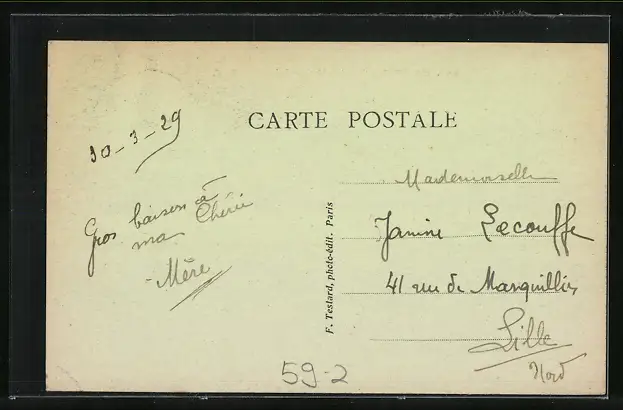 CARTE POSTALE
30-3-29
Gros baisers à
ma Chérie
Mère
F. Testard, photo-édit. Paris
Mademoiselle
Janine Lecouffe
41 rue de Marquillies
Lille
Nord
59-2